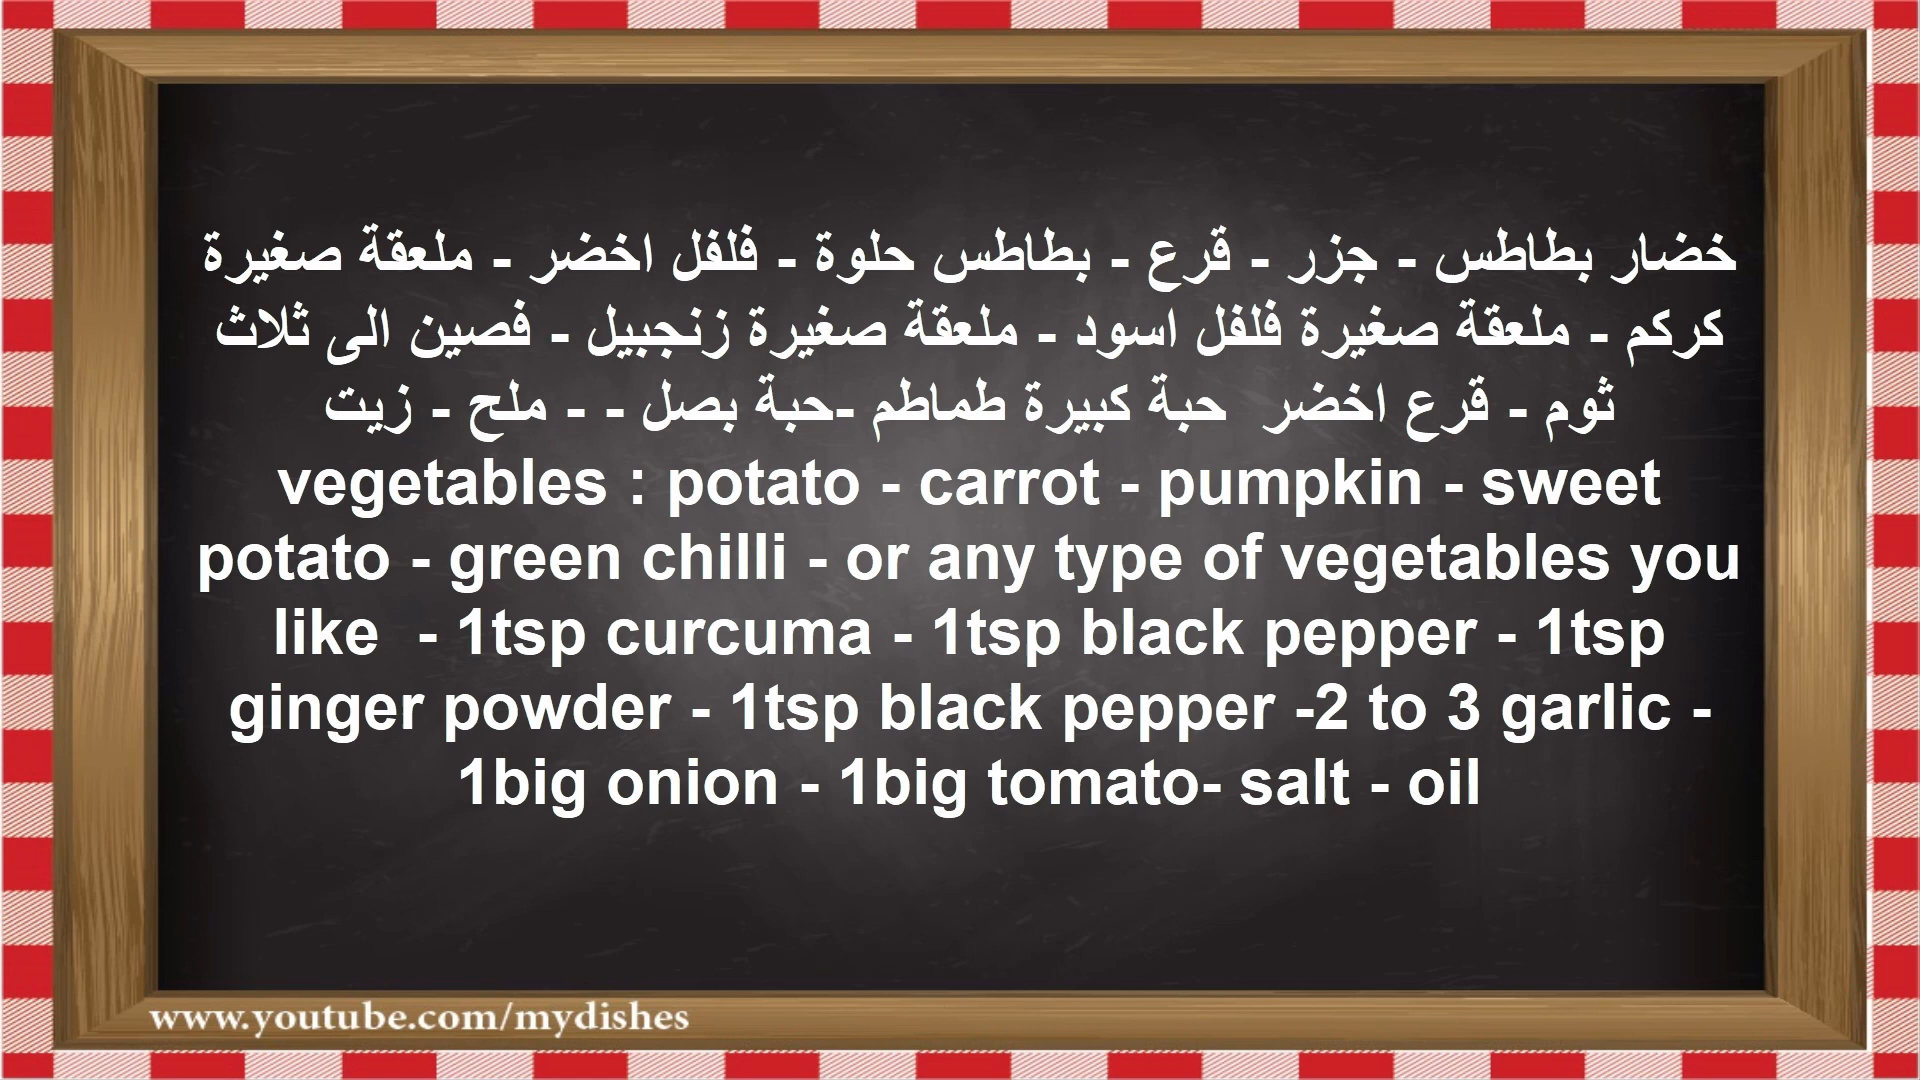 خضار بطاطس - جزر - قرع - بطاطس حلوة - فلفل اخضر - ملعقة صغيرة
كركم - ملعقة صغيرة فلفل اسود - ملعقة صغيرة زنجبيل - فصين الى ثلاث
ثوم - قرع اخضر  حبة كبيرة طماطم -حبة بصل - - ملح - زيت
vegetables : potato - carrot - pumpkin - sweet
potato - green chilli - or any type of vegetables you
like  - 1tsp curcuma - 1tsp black pepper - 1tsp
ginger powder - 1tsp black pepper -2 to 3 garlic -
1big onion - 1big tomato- salt - oil
www.youtube.com/mydishes